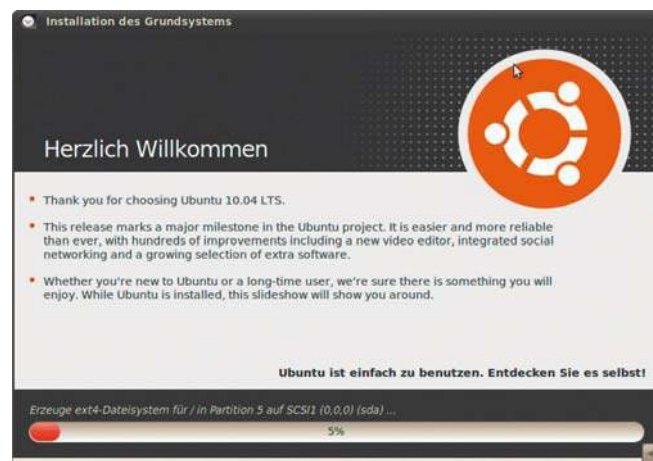 Installation des Grundsystems
Herzlich Willkommen
Thank you for choosing Ubuntu 10.04 LTS.
This release marks a major milestone in the Ubuntu project. It is easier and more reliable
than ever, with hundreds of improvements including a new video editor, integrated social
networking and a growing selection of extra software.
Whether you're new to Ubuntu or a long-time user, we're sure there is something you will
enjoy. While Ubuntu is installed, this slideshow will show you around.
Ubuntu ist einfach zu benutzen. Entdecken Sie es selbst!
Erzeuge ext4-Dateisystem für / in Partition 5 auf SCSI1 (0,0,0) (sda) ...
5%